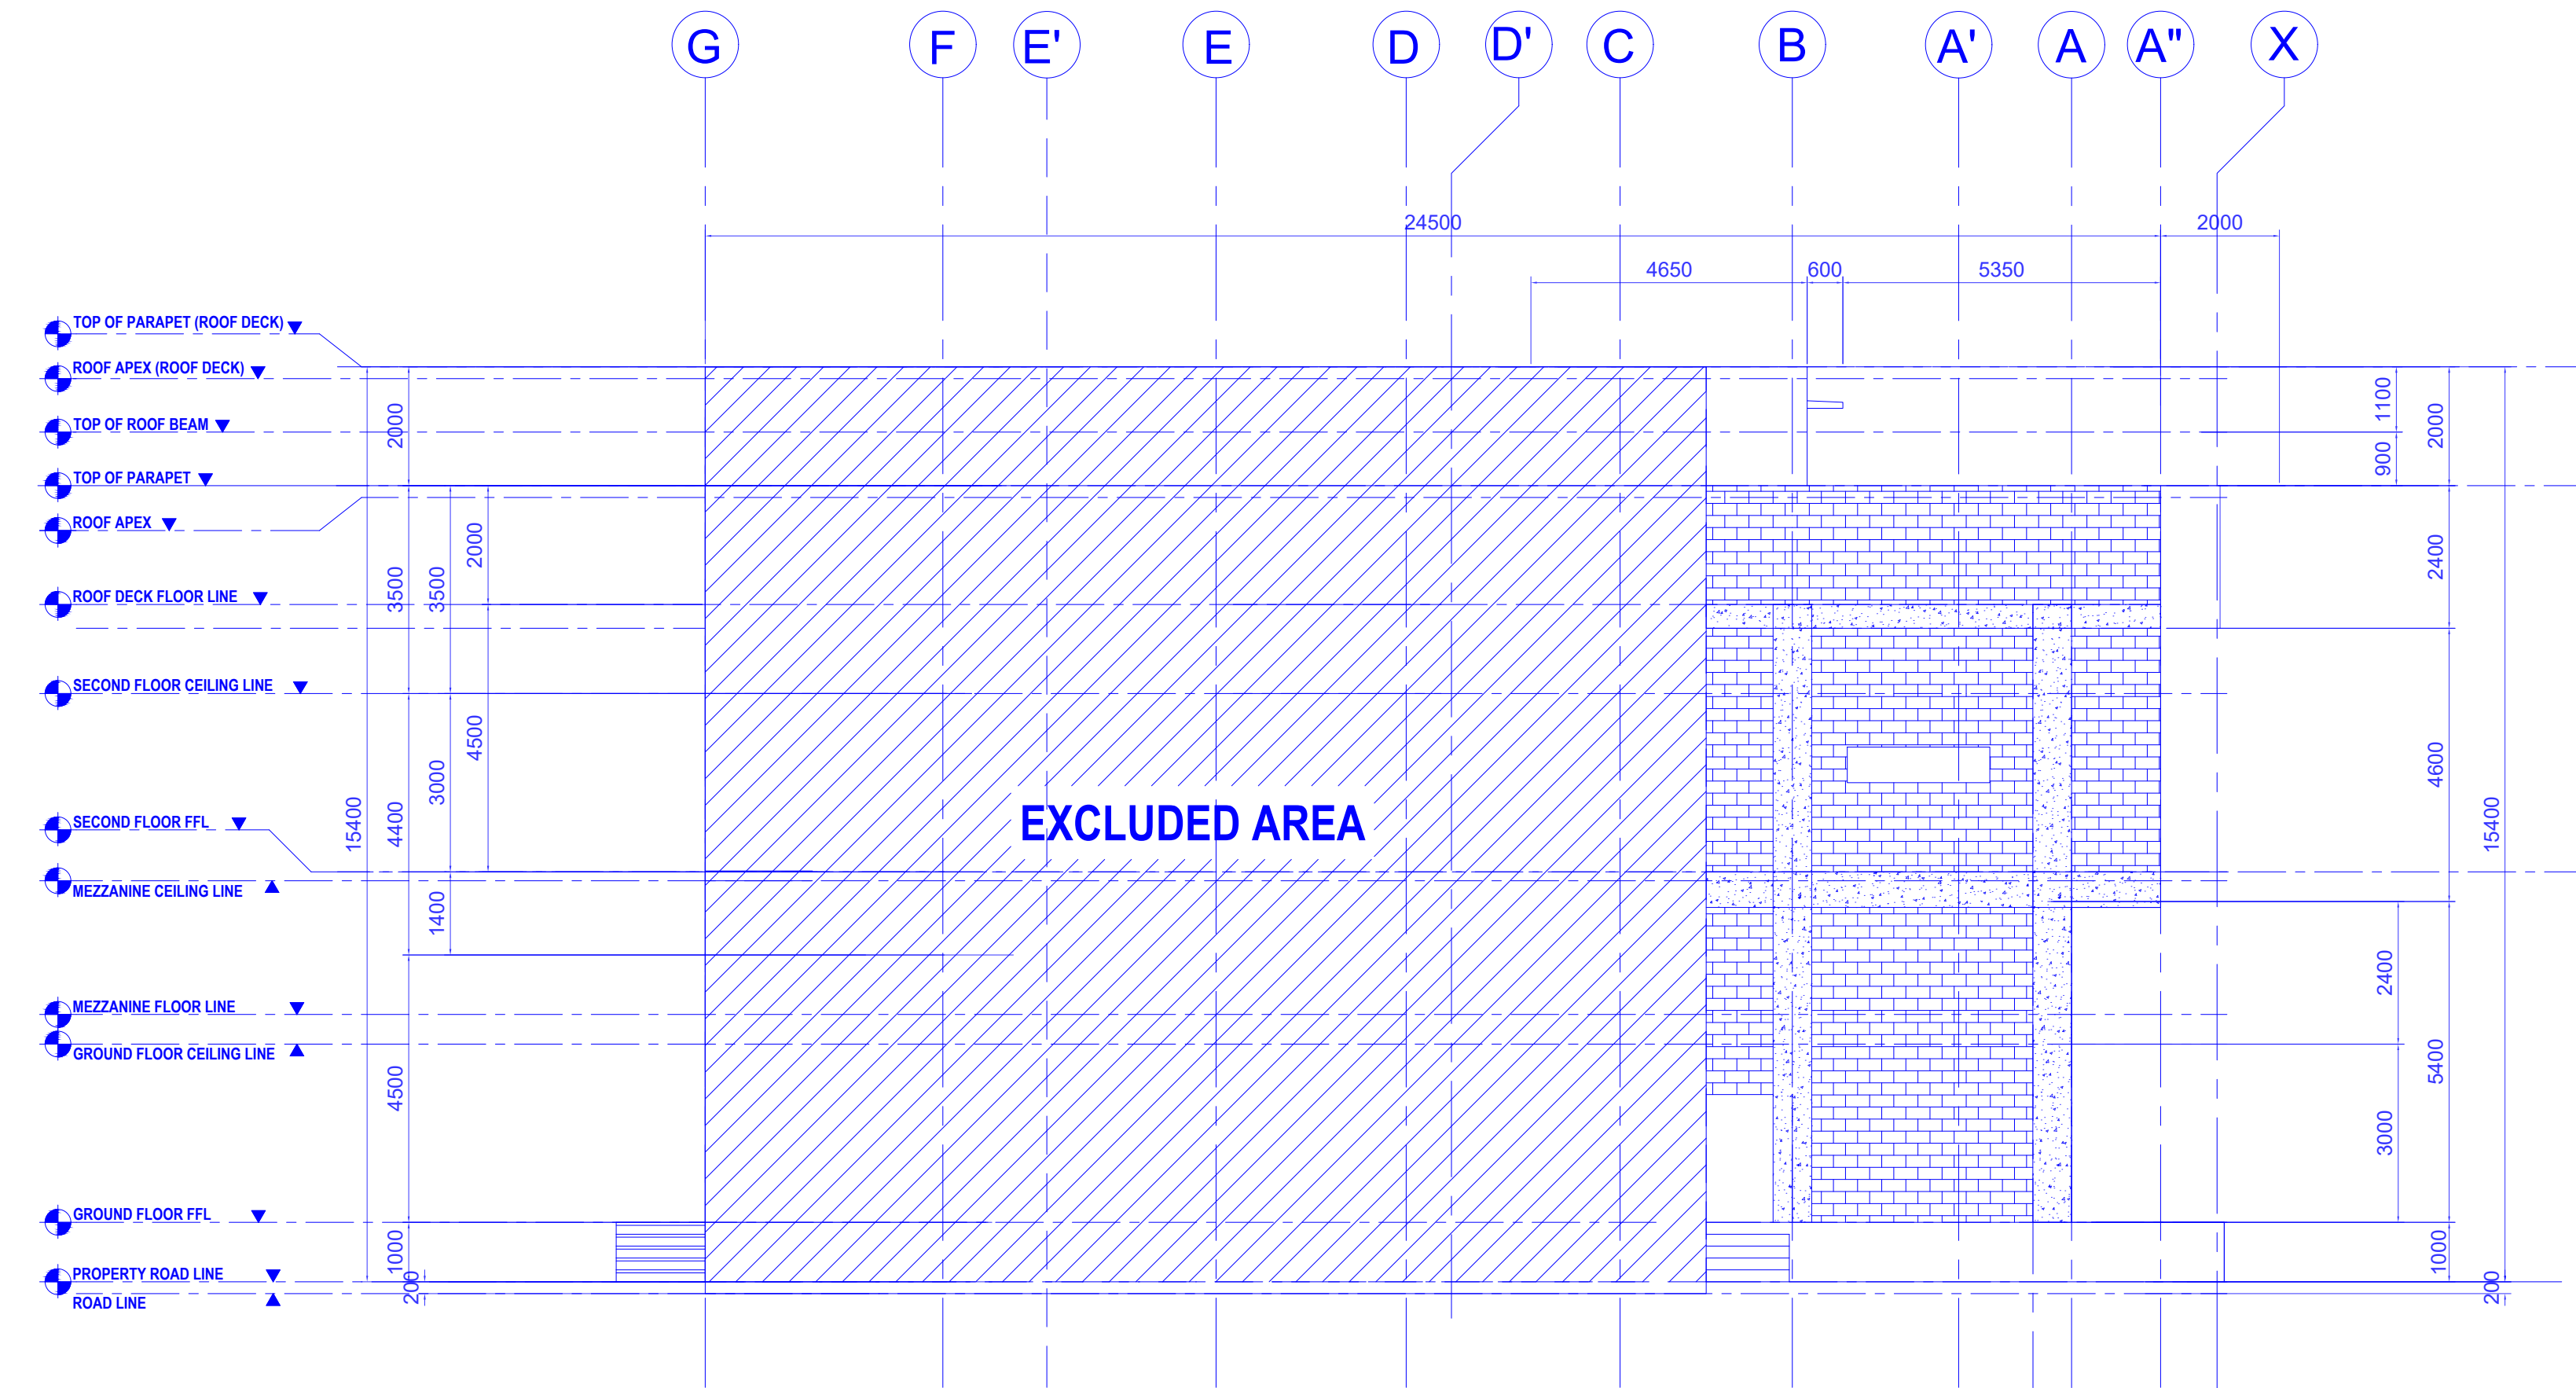 G F E' E D D' C B A' A A" X
24500 2000
4650 600 5350
TOP OF PARAPET (ROOF DECK)
ROOF APEX (ROOF DECK)
TOP OF ROOF BEAM
TOP OF PARAPET
ROOF APEX
ROOF DECK FLOOR LINE
SECOND FLOOR CEILING LINE
SECOND FLOOR FFL
MEZZANINE CEILING LINE
MEZZANINE FLOOR LINE
GROUND FLOOR CEILING LINE
GROUND FLOOR FFL
PROPERTY ROAD LINE
ROAD LINE
15400
2000
3500
4400
4500
1000
200
3500
3000
1400
2000
4500
EXCLUDED AREA
1100
900
2400
3000
2000
2400
4600
5400
1000
15400
200